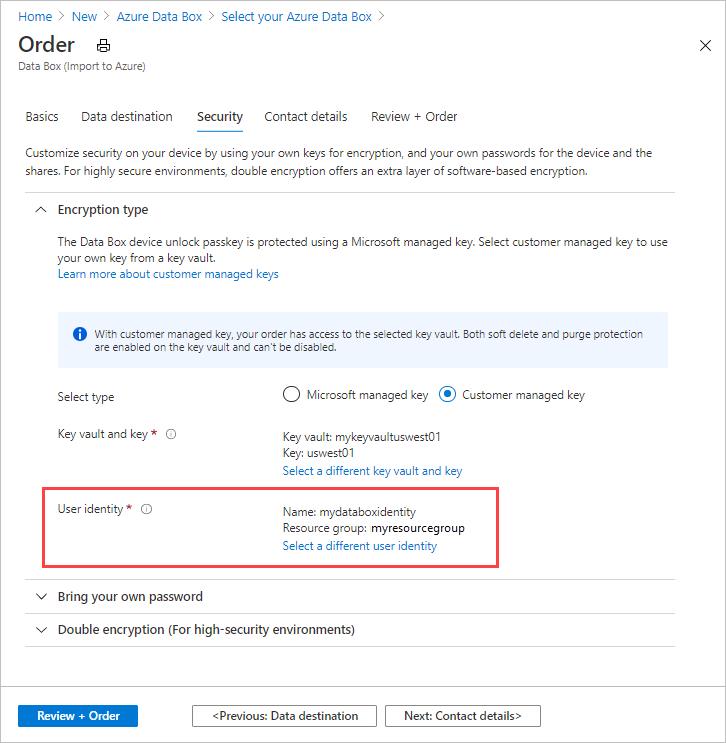 Home > New > Azure Data Box > Select your Azure Data Box >
Order
Data Box (Import to Azure)
Basics Data destination Security Contact details Review + Order
Customize security on your device by using your own keys for encryption, and your own passwords for the device and the
shares. For highly secure environments, double encryption offers an extra layer of software-based encryption.
Encryption type
The Data Box device unlock passkey is protected using a Microsoft managed key. Select customer managed key to use
your own key from a key vault.
Learn more about customer managed keys
With customer managed key, your order has access to the selected key vault. Both soft delete and purge protection
are enabled on the key vault and can't be disabled.
Select type Microsoft managed key Customer managed key
Key vault and key * Key vault: mykeyvaultuswest01
Key: uswest01
Select a different key vault and key
User identity * Name: mydataboxidentity
Resource group: myresourcegroup
Select a different user identity
Bring your own password
Double encryption (For high-security environments)
Review + Order <Previous: Data destination Next: Contact details>